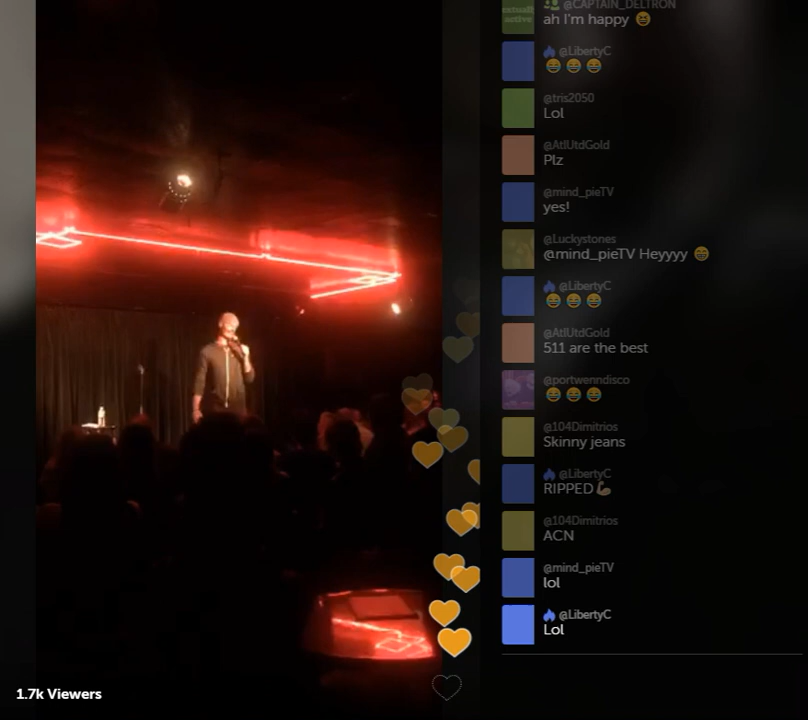 @CAPTAIN_DELTRON
ah I'm happy 😆
@LibertyC
😂 😂 😂
@tris2050
Lol
@AtlUtdGold
Plz
@mind_pieTV
yes!
@Luckystones
@mind_pieTV Heyyyy 😁
@LibertyC
😂 😂 😂
@AtlUtdGold
511 are the best
@portwenndisco
😂 😂 😂
@104Dimitrios
Skinny jeans
@LibertyC
RIPPED💪🏽
@104Dimitrios
ACN
@mind_pieTV
lol
@LibertyC
Lol
1.7k Viewers